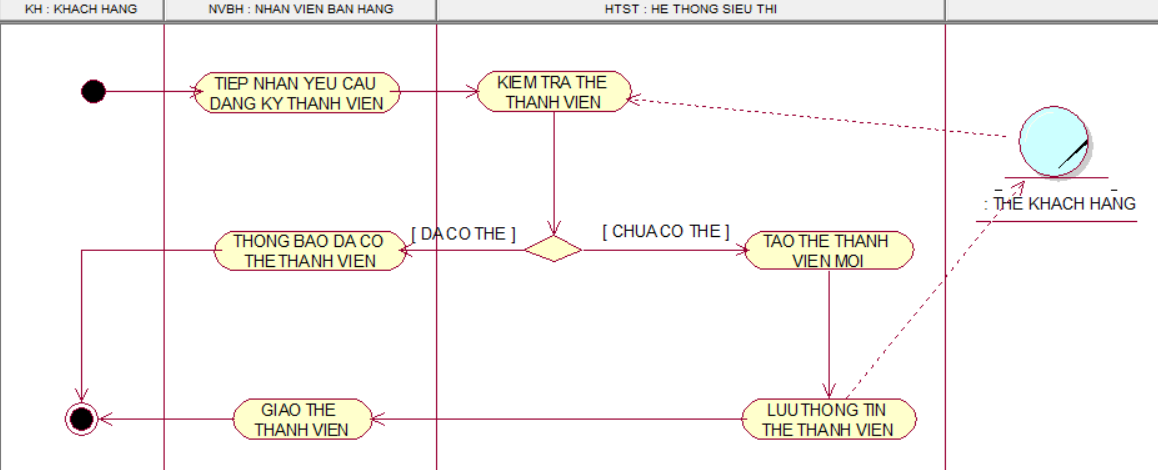 KH : KHACH HANG
NVBH : NHAN VIEN BAN HANG
HTST : HE THONG SIEU THI
TIEP NHAN YEU CAU
DANG KY THANH VIEN
KIEM TRA THE
THANH VIEN
: THE KHACH HANG
THONG BAO DA CO
THE THANH VIEN
[ DA CO THE ]
[ CHUA CO THE ]
TAO THE THANH
VIEN MOI
GIAO THE
THANH VIEN
LUU THONG TIN
THE THANH VIEN